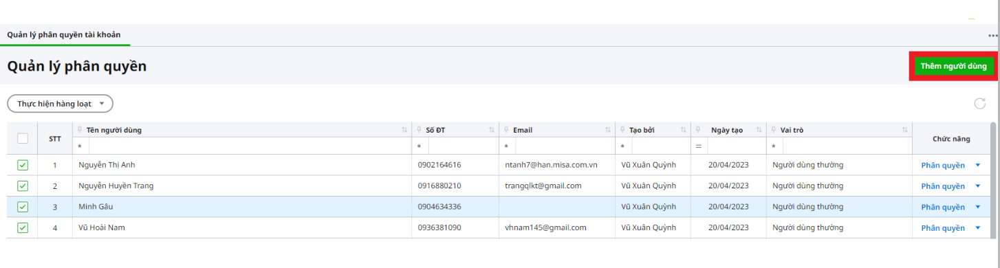 Quản lý phân quyền tài khoản
Quản lý phân quyền
Thêm người dùng
Thực hiện hàng loạt
STT Tên người dùng Số ĐT Email Tạo bởi Ngày tạo Vai trò Chức năng
* * * * = *
1 Nguyễn Thị Anh 0902164616 ntanh7@han.misa.com.vn Vũ Xuân Quỳnh 20/04/2023 Người dùng thường Phân quyền
2 Nguyễn Huyền Trang 0916880210 trangqlkt@gmail.com Vũ Xuân Quỳnh 20/04/2023 Người dùng thường Phân quyền
3 Minh Gấu 0904634336 Vũ Xuân Quỳnh 20/04/2023 Người dùng thường Phân quyền
4 Vũ Hoài Nam 0936381090 vhnam145@gmail.com Vũ Xuân Quỳnh 20/04/2023 Người dùng thường Phân quyền